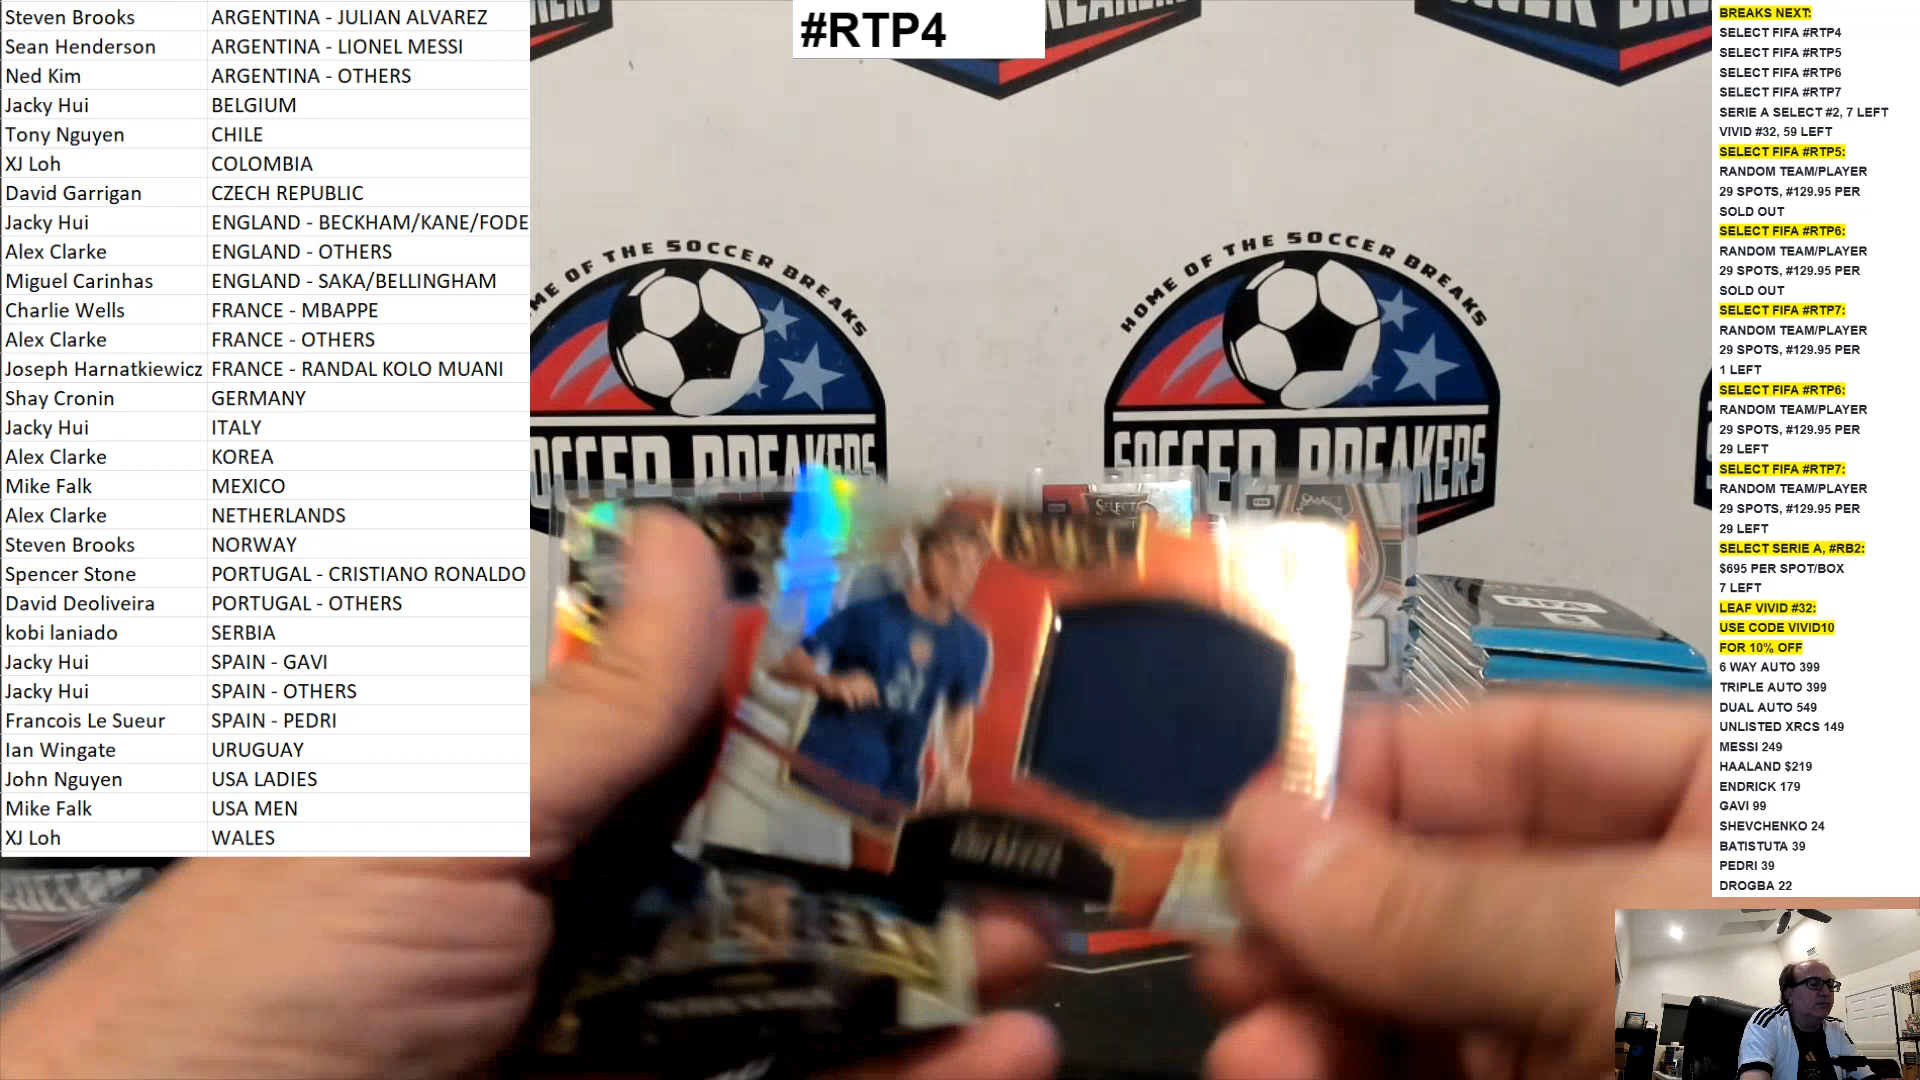 Steven Brooks ARGENTINA - JULIAN ALVAREZ
Sean Henderson ARGENTINA - LIONEL MESSI
Ned Kim ARGENTINA - OTHERS
Jacky Hui BELGIUM
Tony Nguyen CHILE
XJ Loh COLOMBIA
David Garrigan CZECH REPUBLIC
Jacky Hui ENGLAND - BECKHAM/KANE/FODE
Alex Clarke ENGLAND - OTHERS
Miguel Carinhas ENGLAND - SAKA/BELLINGHAM
Charlie Wells FRANCE - MBAPPE
Alex Clarke FRANCE - OTHERS
Joseph Harnatkiewicz FRANCE - RANDAL KOLO MUANI
Shay Cronin GERMANY
Jacky Hui ITALY
Alex Clarke KOREA
Mike Falk MEXICO
Alex Clarke NETHERLANDS
Steven Brooks NORWAY
Spencer Stone PORTUGAL - CRISTIANO RONALDO
David Deoliveira PORTUGAL - OTHERS
kobi laniado SERBIA
Jacky Hui SPAIN - GAVI
Jacky Hui SPAIN - OTHERS
Francois Le Sueur SPAIN - PEDRI
Ian Wingate URUGUAY
John Nguyen USA LADIES
Mike Falk USA MEN
XJ Loh WALES
#RTP4
ME OF THE SOCCER BREAKS
SOCCER BREAKERS
HOME OF THE SOCCER BREAKS
SOCCER BREAKERS
SELECT
FIFA
BREAKS NEXT:
SELECT FIFA #RTP4
SELECT FIFA #RTP5
SELECT FIFA #RTP6
SELECT FIFA #RTP7
SERIE A SELECT #2, 7 LEFT
VIVID #32, 59 LEFT
SELECT FIFA #RTP5:
RANDOM TEAM/PLAYER
29 SPOTS, #129.95 PER
SOLD OUT
SELECT FIFA #RTP6:
RANDOM TEAM/PLAYER
29 SPOTS, #129.95 PER
SOLD OUT
SELECT FIFA #RTP7:
RANDOM TEAM/PLAYER
29 SPOTS, #129.95 PER
1 LEFT
SELECT FIFA #RTP6:
RANDOM TEAM/PLAYER
29 SPOTS, #129.95 PER
29 LEFT
SELECT FIFA #RTP7:
RANDOM TEAM/PLAYER
29 SPOTS, #129.95 PER
29 LEFT
SELECT SERIE A, #RB2:
$695 PER SPOT/BOX
7 LEFT
LEAF VIVID #32:
USE CODE VIVID10
FOR 10% OFF
6 WAY AUTO 399
TRIPLE AUTO 399
DUAL AUTO 549
UNLISTED XRCS 149
MESSI 249
HAALAND $219
ENDRICK 179
GAVI 99
SHEVCHENKO 24
BATISTUTA 39
PEDRI 39
DROGBA 22